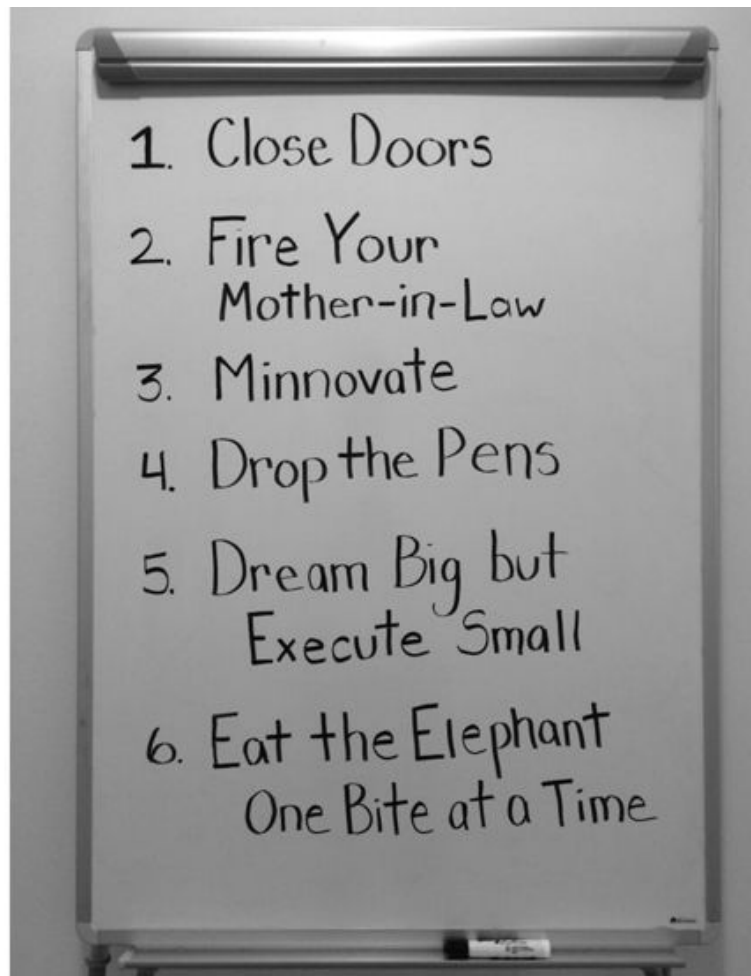 1. Close Doors
2. Fire Your
Mother-in-Law
3. Minnovate
4. Drop the Pens
5. Dream Big but
Execute Small
6. Eat the Elephant
One Bite at a Time